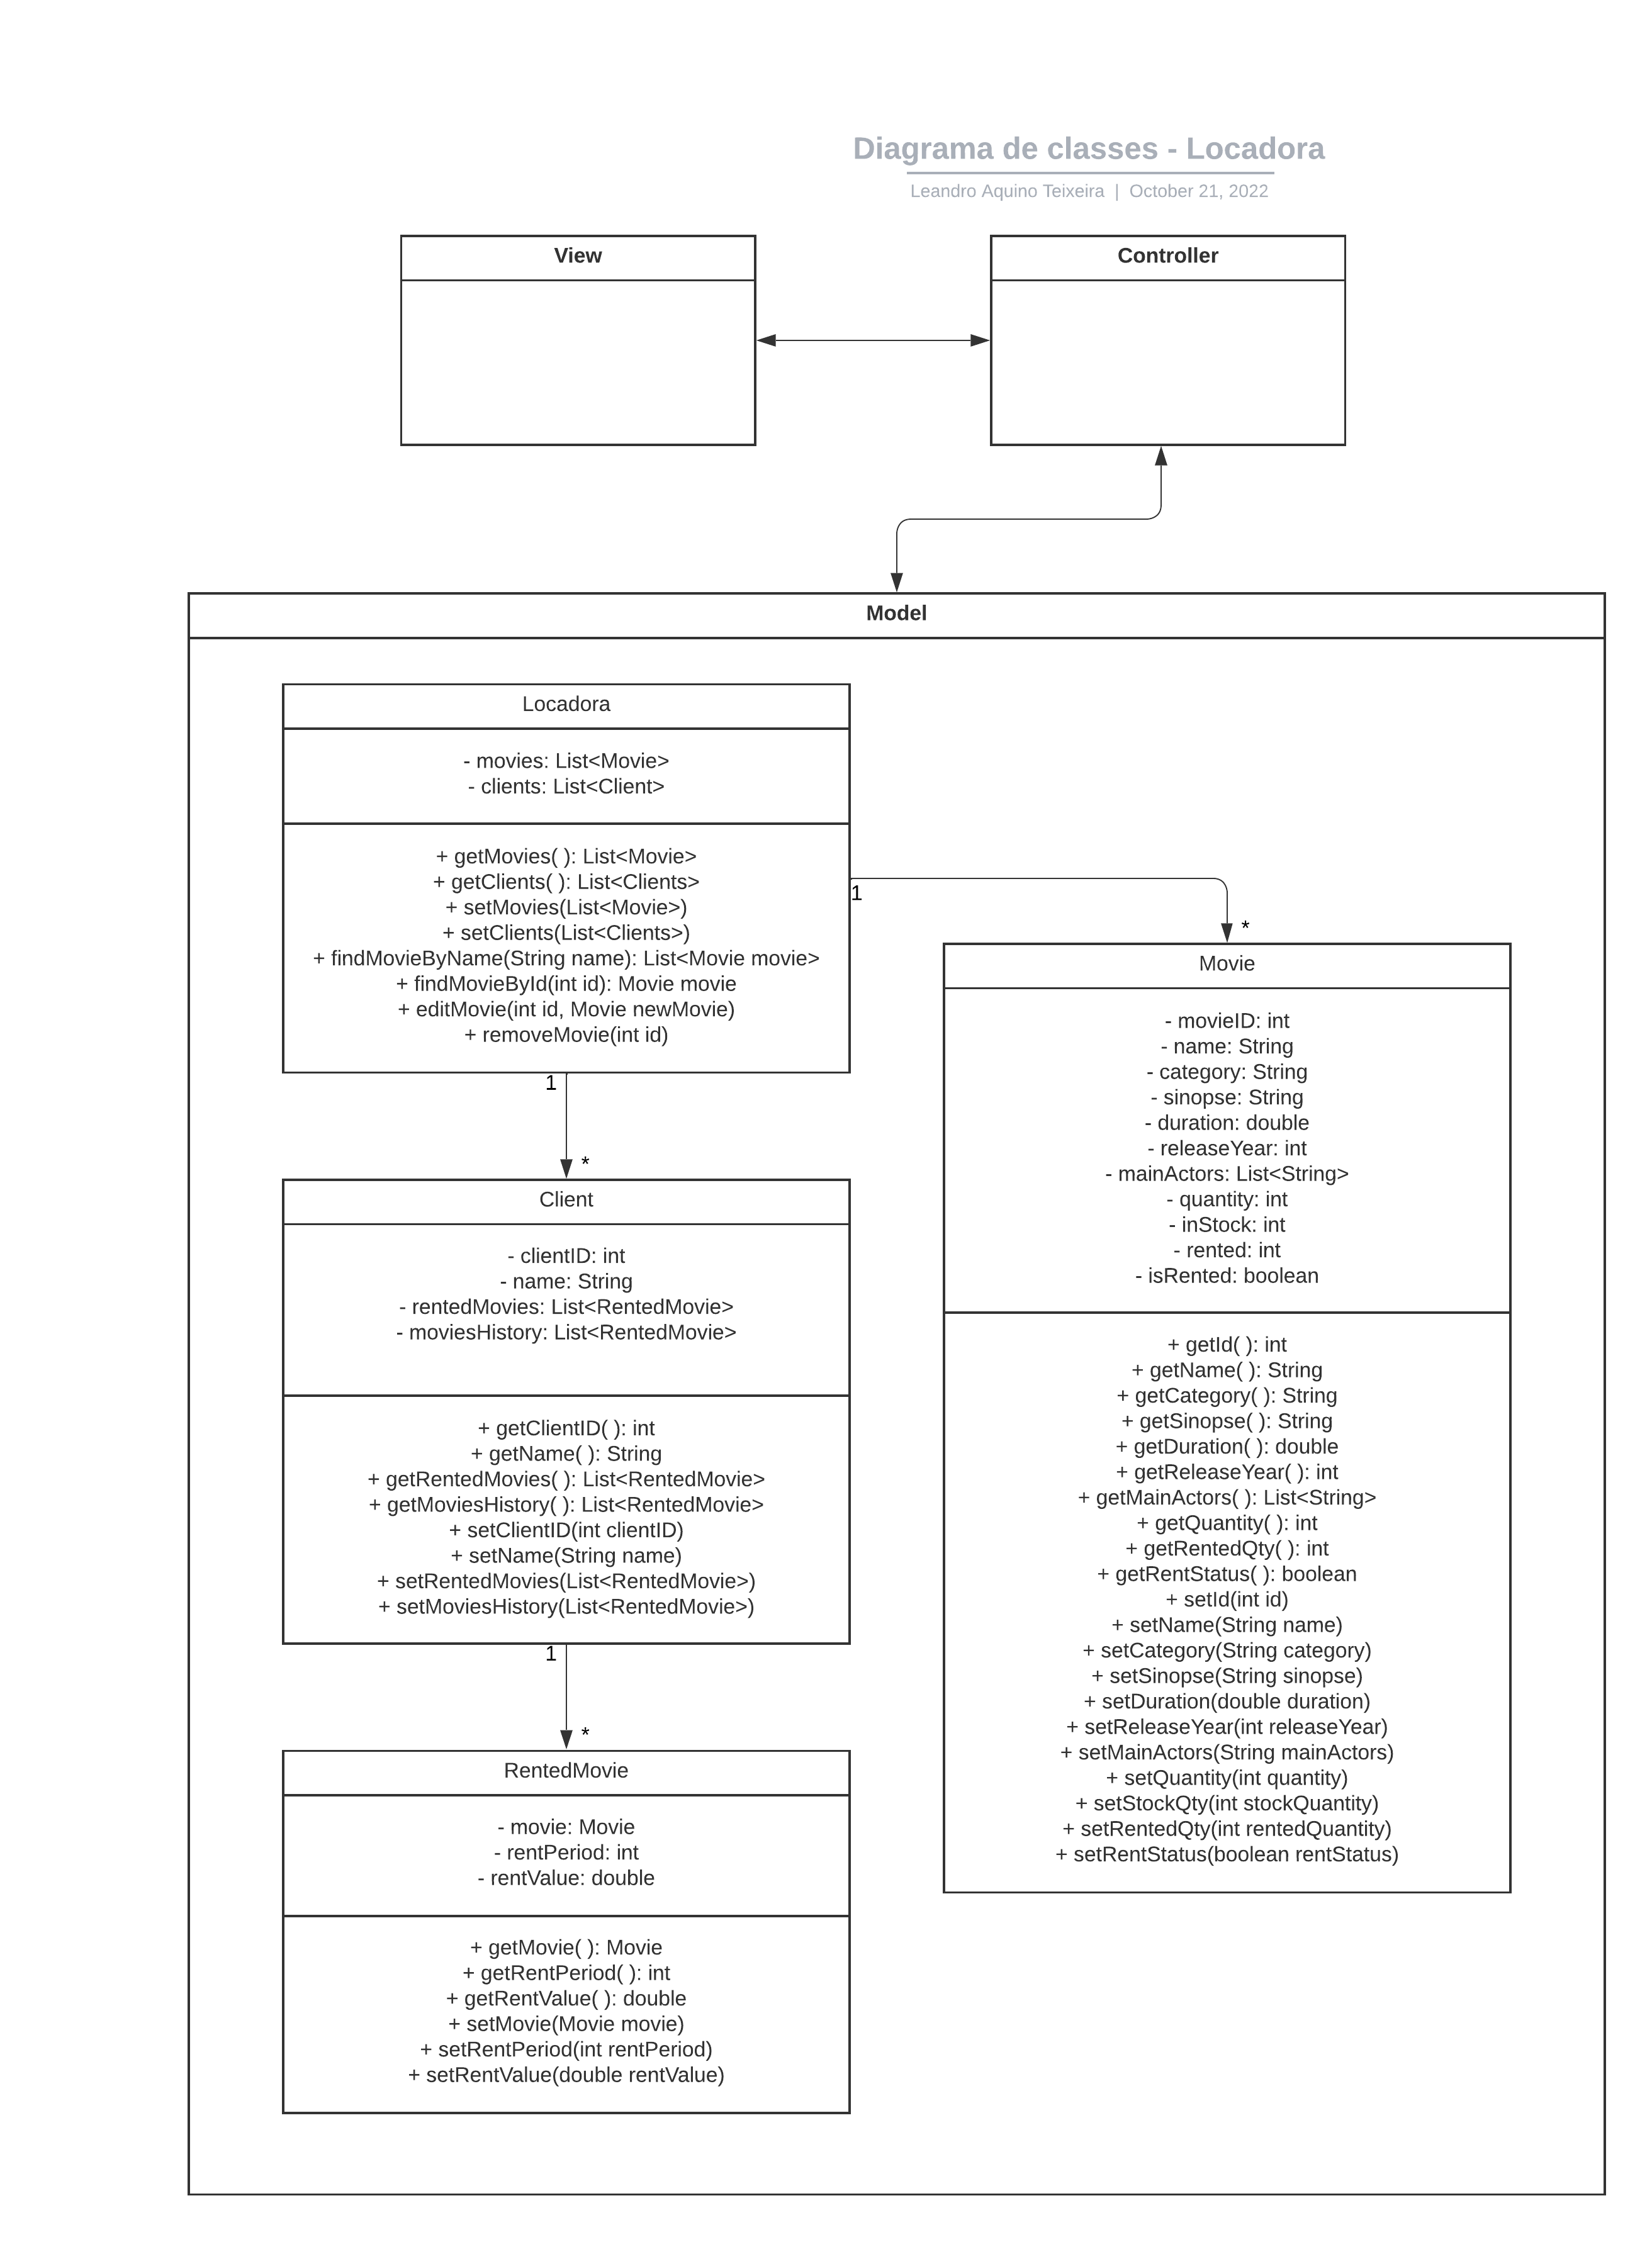 Diagrama de classes - Locadora
Leandro Aquino Teixeira | October 21, 2022
View
Controller
Model
Locadora
- movies: List<Movie>
- clients: List<Client>
+ getMovies( ): List<Movie>
+ getClients( ): List<Clients>
+ setMovies(List<Movie>)
+ setClients(List<Clients>)
+ findMovieByName(String name): List<Movie movie>
+ findMovieById(int id): Movie movie
+ editMovie(int id, Movie newMovie)
+ removeMovie(int id)
1
*
1
*
Client
- clientID: int
- name: String
- rentedMovies: List<RentedMovie>
- moviesHistory: List<RentedMovie>
+ getClientID( ): int
+ getName( ): String
+ getRentedMovies( ): List<RentedMovie>
+ getMoviesHistory( ): List<RentedMovie>
+ setClientID(int clientID)
+ setName(String name)
+ setRentedMovies(List<RentedMovie>)
+ setMoviesHistory(List<RentedMovie>)
1
*
RentedMovie
- movie: Movie
- rentPeriod: int
- rentValue: double
+ getMovie( ): Movie
+ getRentPeriod( ): int
+ getRentValue( ): double
+ setMovie(Movie movie)
+ setRentPeriod(int rentPeriod)
+ setRentValue(double rentValue)
Movie
- movieID: int
- name: String
- category: String
- sinopse: String
- duration: double
- releaseYear: int
- mainActors: List<String>
- quantity: int
- inStock: int
- rented: int
- isRented: boolean
+ getId( ): int
+ getName( ): String
+ getCategory( ): String
+ getSinopse( ): String
+ getDuration( ): double
+ getReleaseYear( ): int
+ getMainActors( ): List<String>
+ getQuantity( ): int
+ getRentedQty( ): int
+ getRentStatus( ): boolean
+ setId(int id)
+ setName(String name)
+ setCategory(String category)
+ setSinopse(String sinopse)
+ setDuration(double duration)
+ setReleaseYear(int releaseYear)
+ setMainActors(String mainActors)
+ setQuantity(int quantity)
+ setStockQty(int stockQuantity)
+ setRentedQty(int rentedQuantity)
+ setRentStatus(boolean rentStatus)